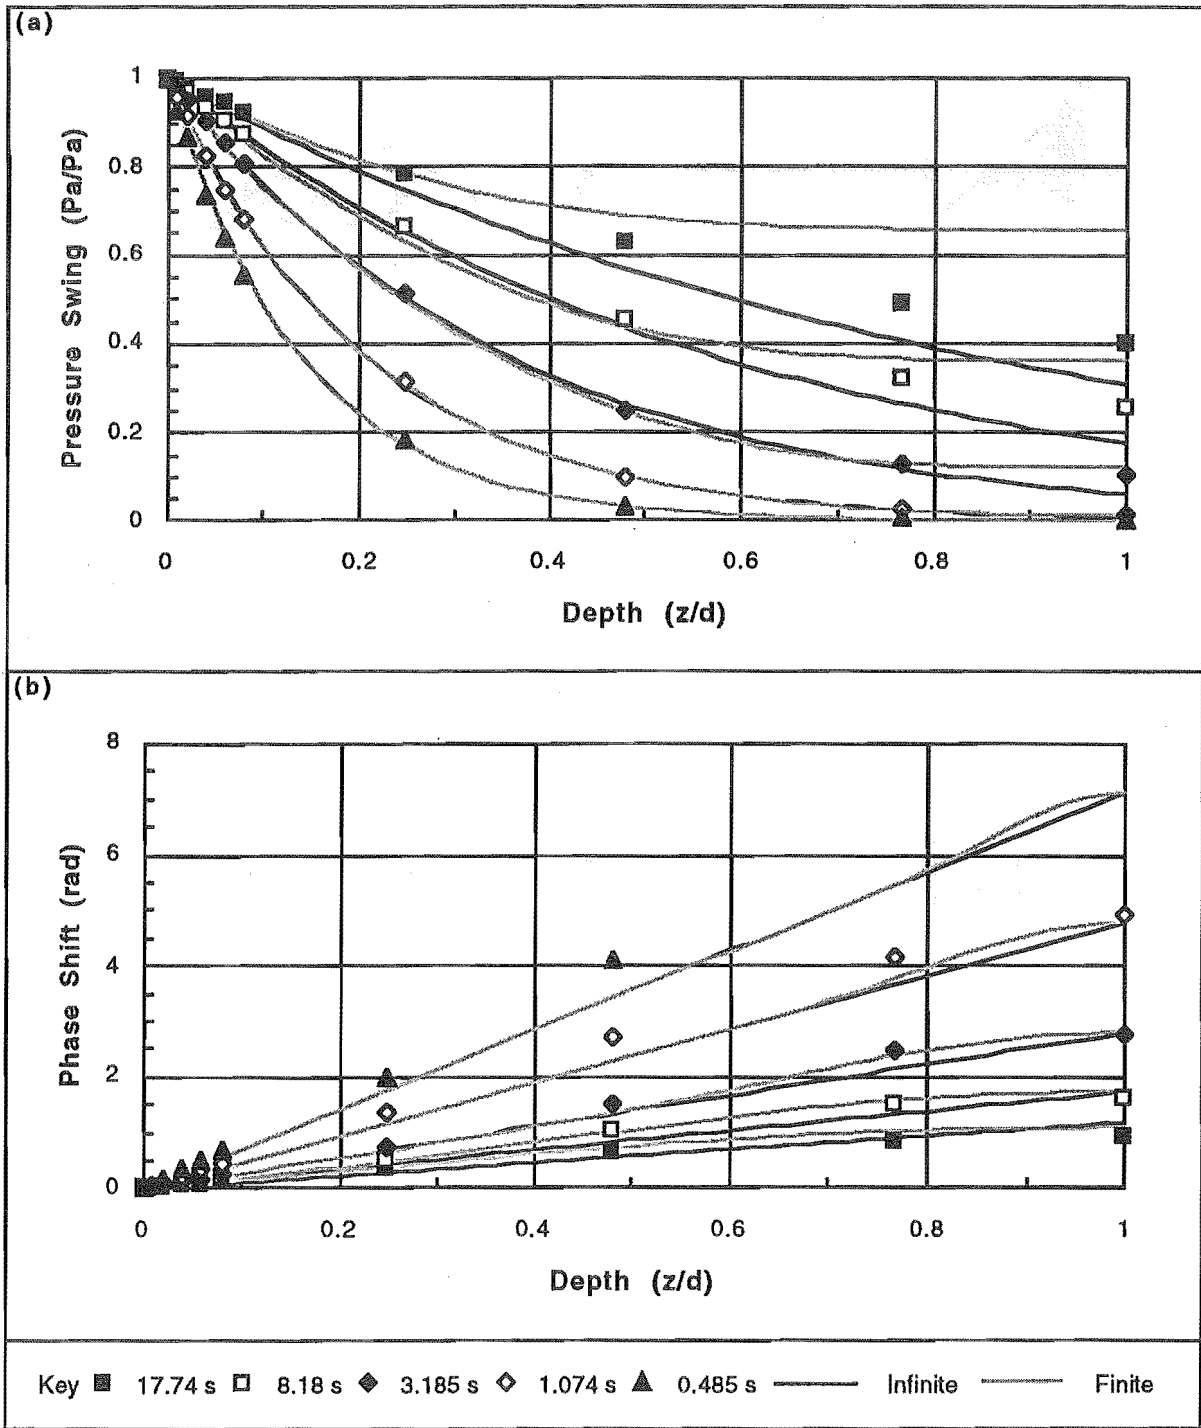 (a)
1
0.8
0.6
0.4
0.2
0
Pressure Swing (Pa/Pa)
0 0.2 0.4 0.6 0.8 1
Depth (z/d)
(b)
8
6
4
2
0
Phase Shift (rad)
0 0.2 0.4 0.6 0.8 1
Depth (z/d)
Key 17.74 s 8.18 s 3.185 s 1.074 s 0.485 s Infinite Finite